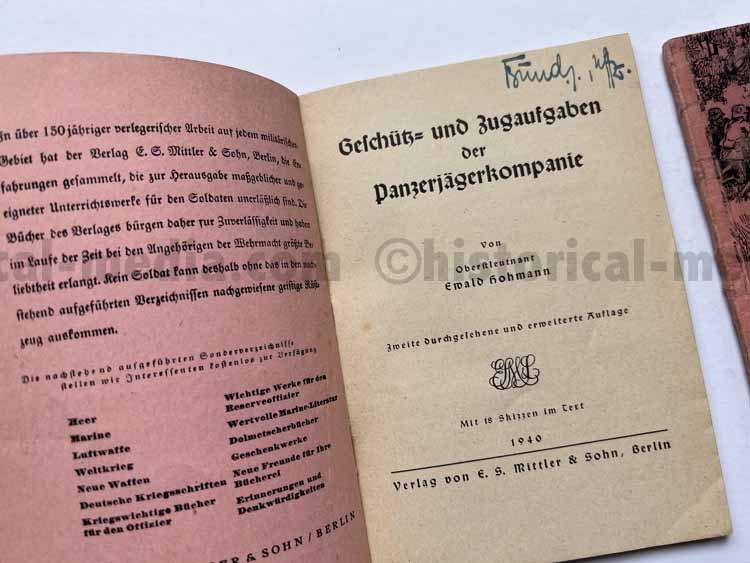 In über 150jähriger verlegerischer Arbeit auf jedem militärischen
Gebiet hat der Verlag E. S. Mittler & Sohn, Berlin, die Er
fahrungen gesammelt, die zur Herausgabe maßgeblicher und ge
eigneter Unterrichtswerke für den Soldaten unerläßlich sind. Die
Bücher des Verlages bürgen daher für Zuverlässigkeit und haben
im Laufe der Zeit bei den Angehörigen der Wehrmacht größte Be
liebtheit erlangt. Kein Soldat kann deshalb ohne das in den
stehend aufgeführten Verzeichnissen nachgewiesene geistige Rüst
zeug auskommen.
Die nachstehend aufgeführten Sonderverzeichnisse
stellen wir Interessenten kostenlos zur Verfügung
Heer
Marine
Luftwaffe
Weltkrieg
Neue Waffen
Deutsche Kriegsschriften
Kriegswichtige Bücher
für den Offizier
Wichtige Werke für den
Reserveoffizier
Wertvolle Marine-Literatur
Dolmetscherbücher
Geschenkwerke
Neue Freunde für Ihre
Bücherei
Erinnerungen und
Denkwürdigkeiten
& SOHN / BERLIN
Geschütz- und Zugaufgaben
der
Panzerjägerkompanie
Von
Oberstleutnant
Ewald Hohmann
Zweite durchgesehene und erweiterte Auflage
Mit 18 Skizzen im Text
1940
Verlag von E. S. Mittler & Sohn, Berlin
©historical-me